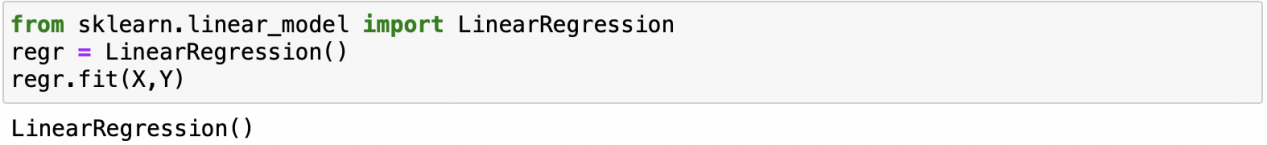 from sklearn.linear_model import LinearRegression
regr = LinearRegression()
regr.fit(X,Y)
LinearRegression()